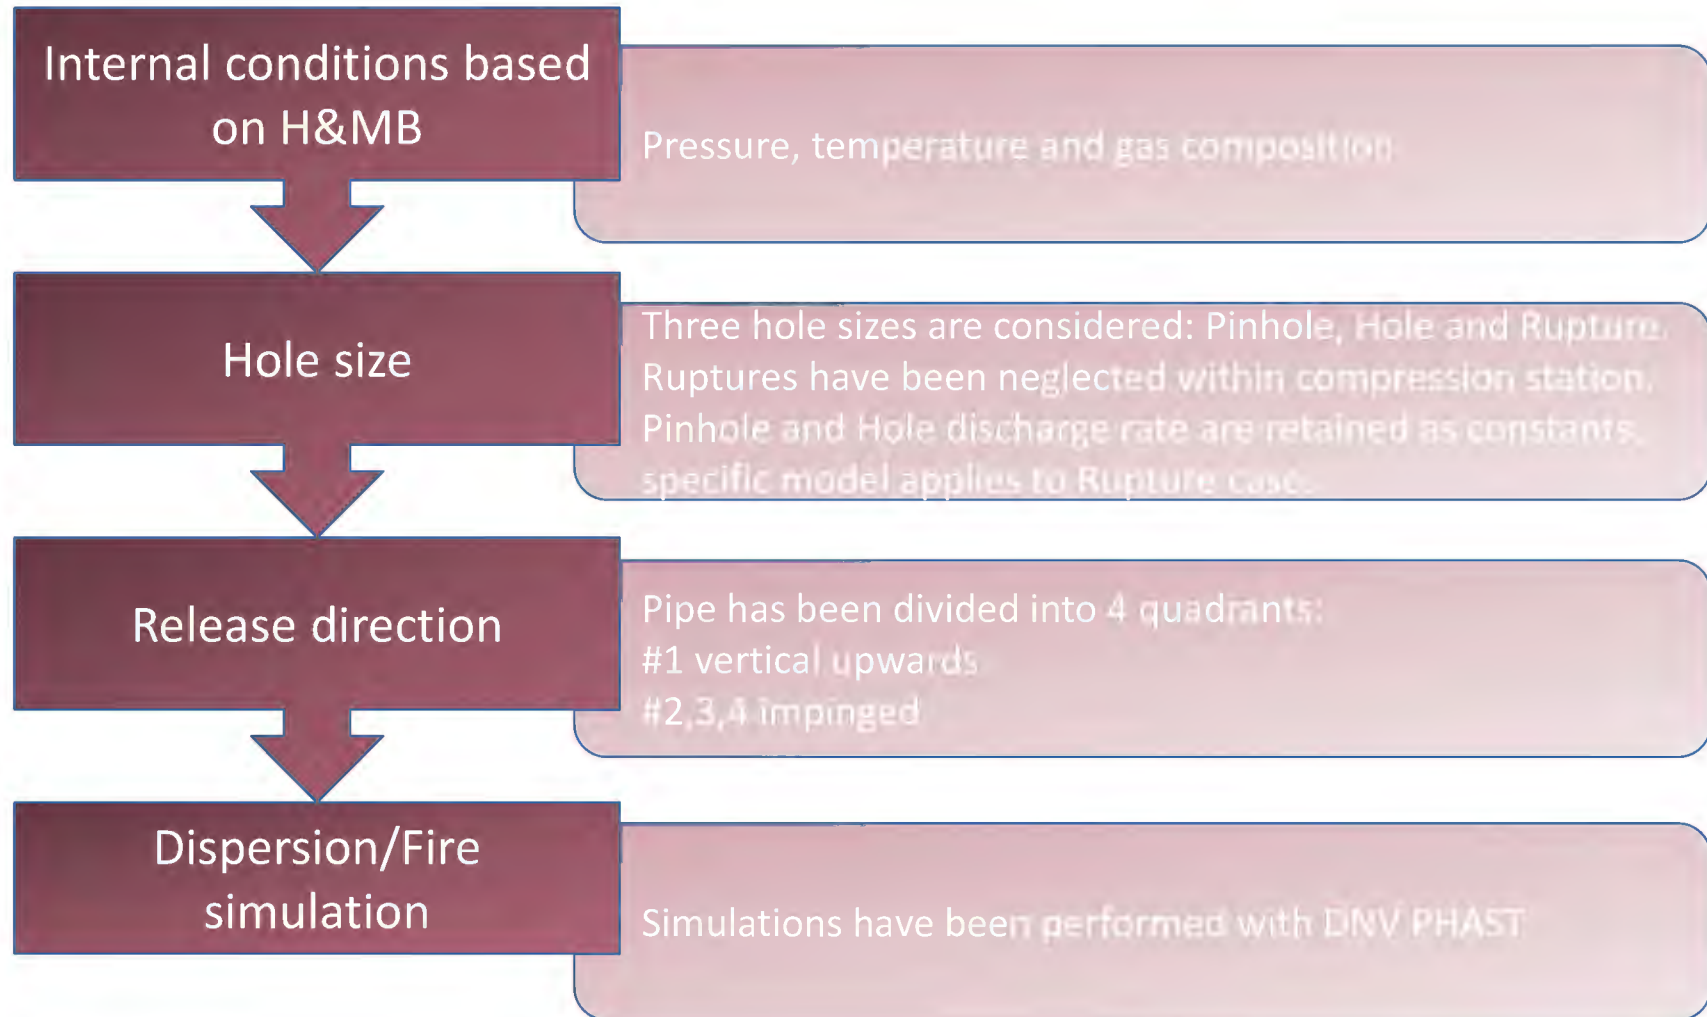 Internal conditions based
on H&MB
Pressure, temperature and gas composition
Hole size
Three hole sizes are considered: Pinhole, Hole and Rupture.
Ruptures have been neglected within compression station.
Pinhole and Hole discharge rate are retained as constants,
specific model applies to Rupture case.
Release direction
Pipe has been divided into 4 quadrants:
#1 vertical upwards
#2,3,4 impinged
Dispersion/Fire
simulation
Simulations have been performed with DNV PHAST